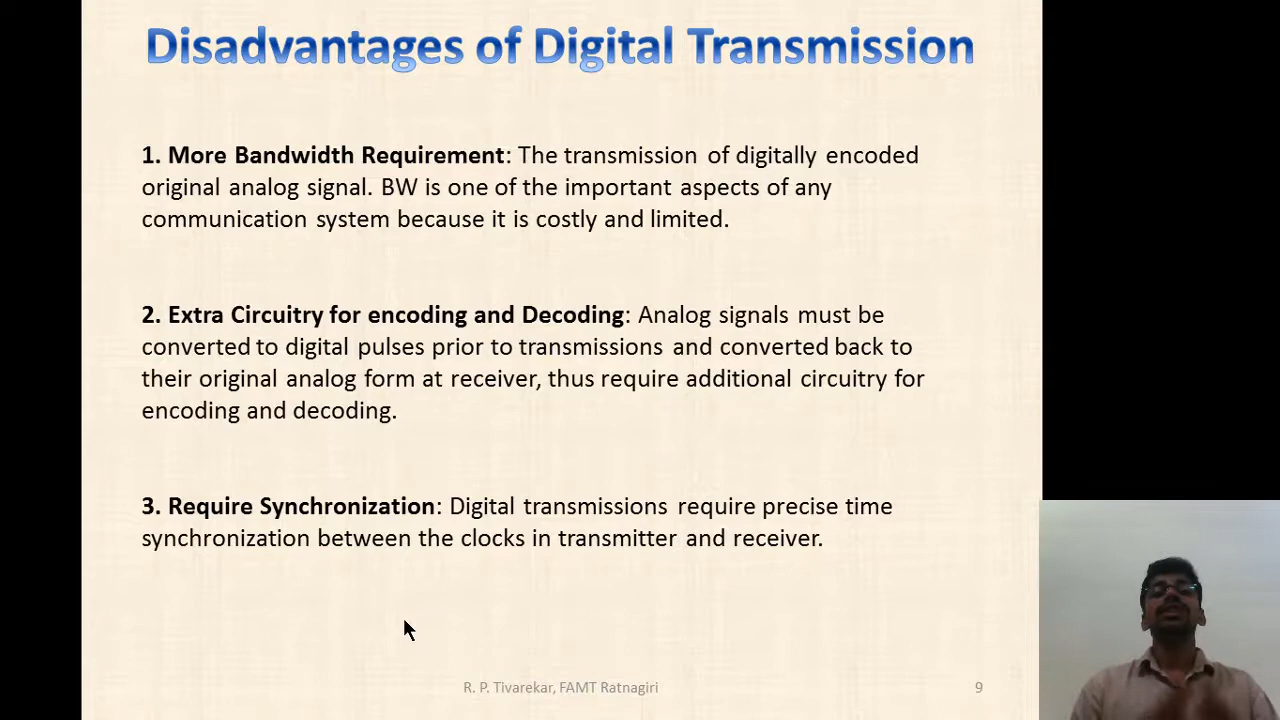 Disadvantages of Digital Transmission
1. More Bandwidth Requirement: The transmission of digitally encoded
original analog signal. BW is one of the important aspects of any
communication system because it is costly and limited.
2. Extra Circuitry for encoding and Decoding: Analog signals must be
converted to digital pulses prior to transmissions and converted back to
their original analog form at receiver, thus require additional circuitry for
encoding and decoding.
3. Require Synchronization: Digital transmissions require precise time
synchronization between the clocks in transmitter and receiver.
R. P. Tivarekar, FAMT Ratnagiri
9